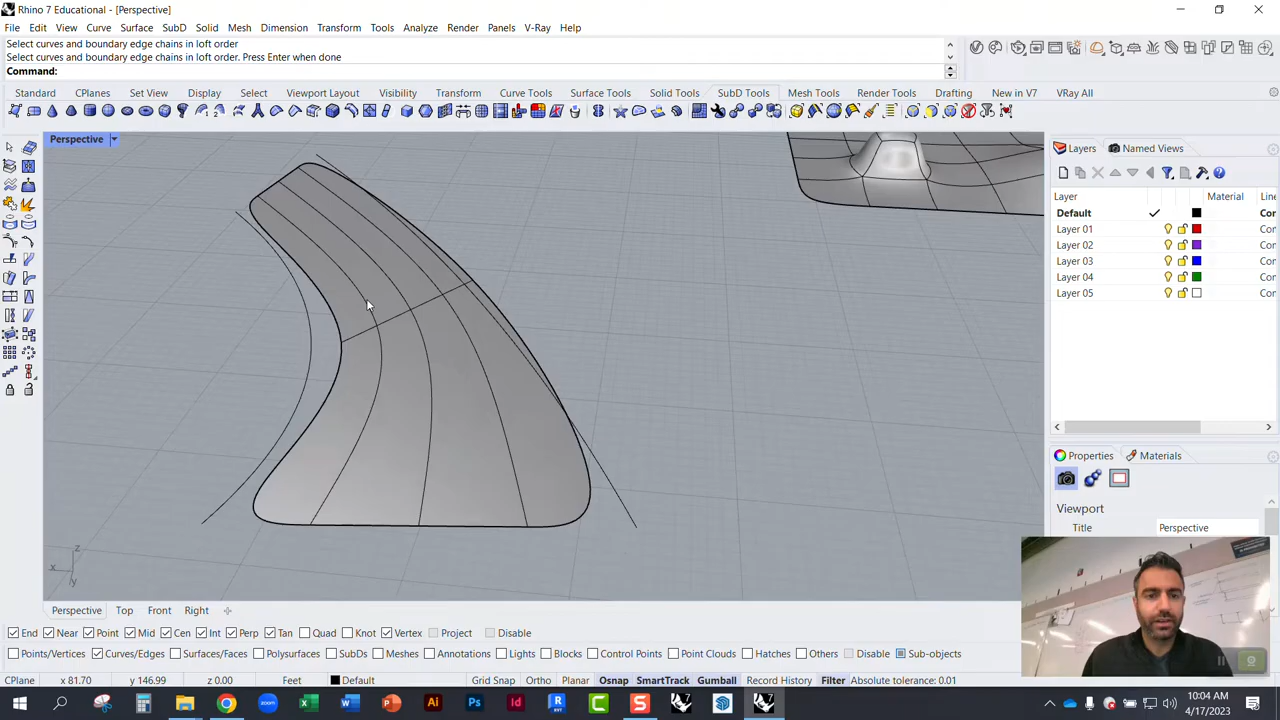 Rhino 7 Educational - [Perspective]
File Edit View Curve Surface SubD Solid Mesh Dimension Transform Tools Analyze Render Panels V-Ray Help
Select curves and boundary edge chains in loft order
Select curves and boundary edge chains in loft order. Press Enter when done
Command:
Standard CPlanes Set View Display Select Viewport Layout Visibility Transform Curve Tools Surface Tools Solid Tools SubD Tools Mesh Tools Render Tools Drafting New in V7 VRay All
Perspective
Layers Named Views
Layer Material Line
Default Con
Layer 01 Con
Layer 02 Con
Layer 03 Con
Layer 04 Con
Layer 05 Con
Properties Materials
Viewport
Title Perspective
z
x
y
Perspective Top Front Right
End Near Point Mid Cen Int Perp Tan Quad Knot Vertex Project Disable
Points/Vertices Curves/Edges Surfaces/Faces Polysurfaces SubDs Meshes Annotations Lights Blocks Control Points Point Clouds Hatches Others Disable Sub-objects
CPlane x 81.70 y 146.99 z 0.00 Feet Default Grid Snap Ortho Planar Osnap SmartTrack Gumball Record History Filter Absolute tolerance: 0.01
10:04 AM
4/17/2023